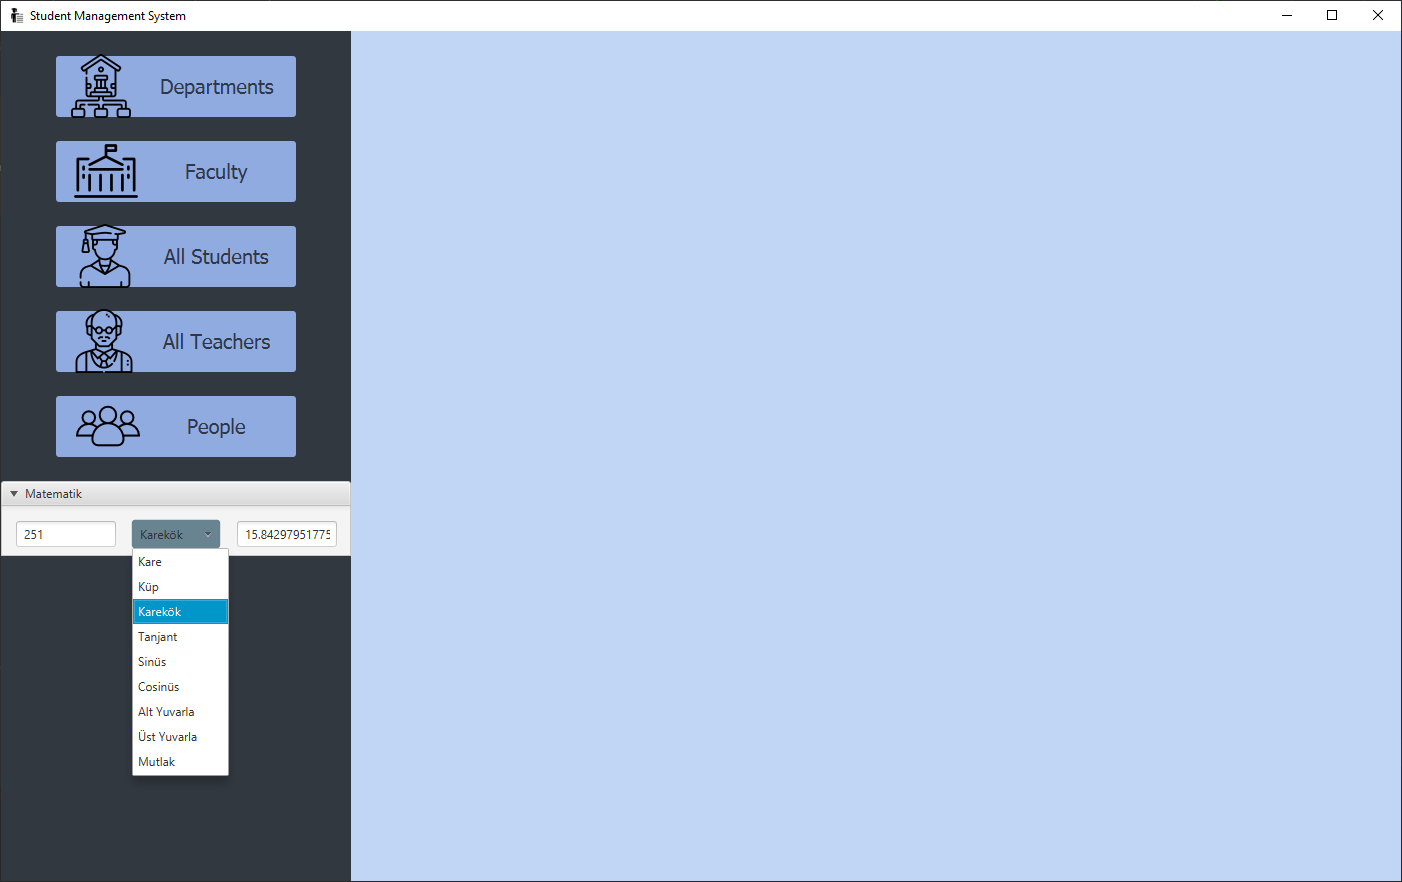 Student Management System
Departments
Faculty
All Students
All Teachers
People
Matematik
251
Karekök
15.84297951775
Kare
Küp
Karekök
Tanjant
Sinüs
Cosinüs
Alt Yuvarla
Üst Yuvarla
Mutlak